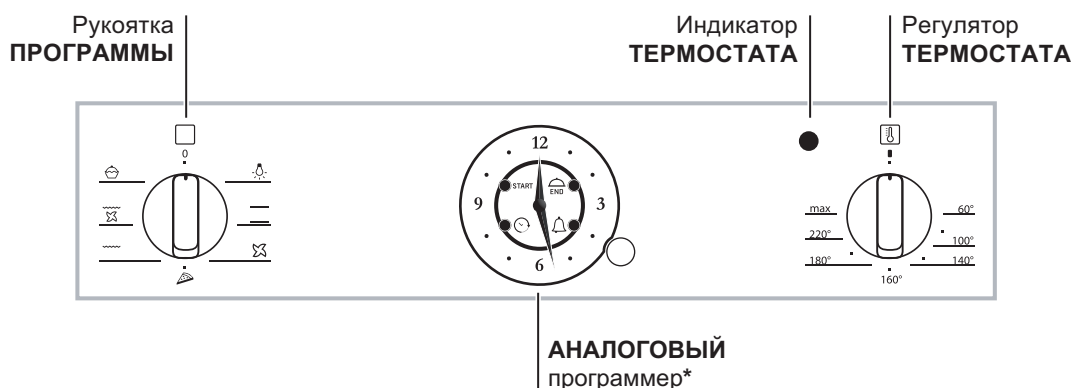 Рукоятка
ПРОГРАММЫ
Индикатор
ТЕРМОСТАТА
Регулятор
ТЕРМОСТАТА
0
12
START
END
9
3
6
max
60°
220°
100°
180°
140°
160°
АНАЛОГОВЫЙ
программер*